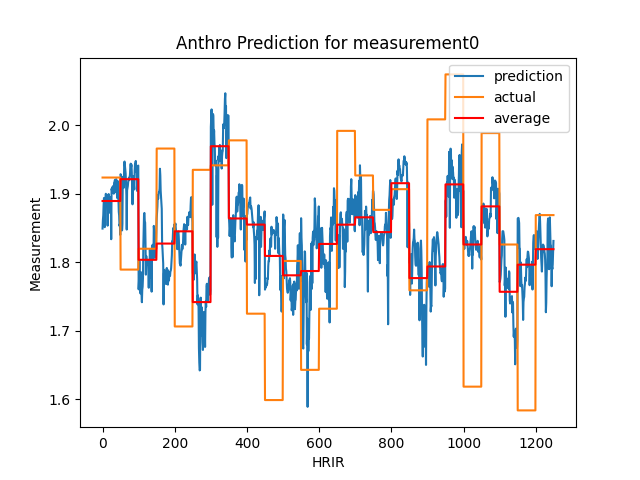 Anthro Prediction for measurement0
prediction
actual
average
Measurement
2.0
1.9
1.8
1.7
1.6
0
200
400
600
800
1000
1200
HRIR